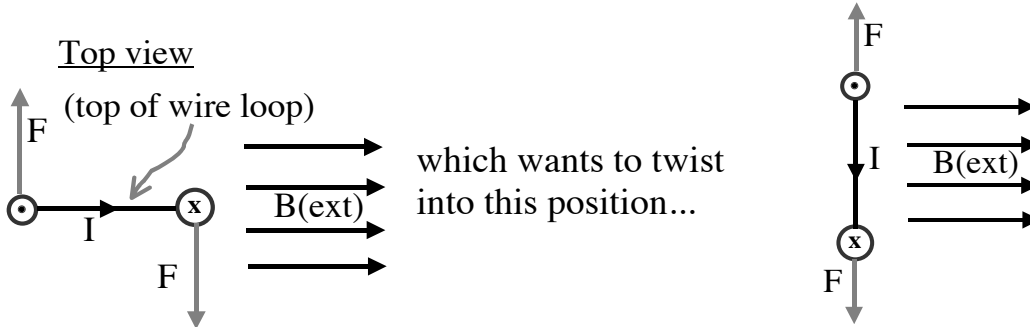 Top view
(top of wire loop)
F
I
x
F
B(ext)
which wants to twist
into this position...
F
I
x
F
B(ext)